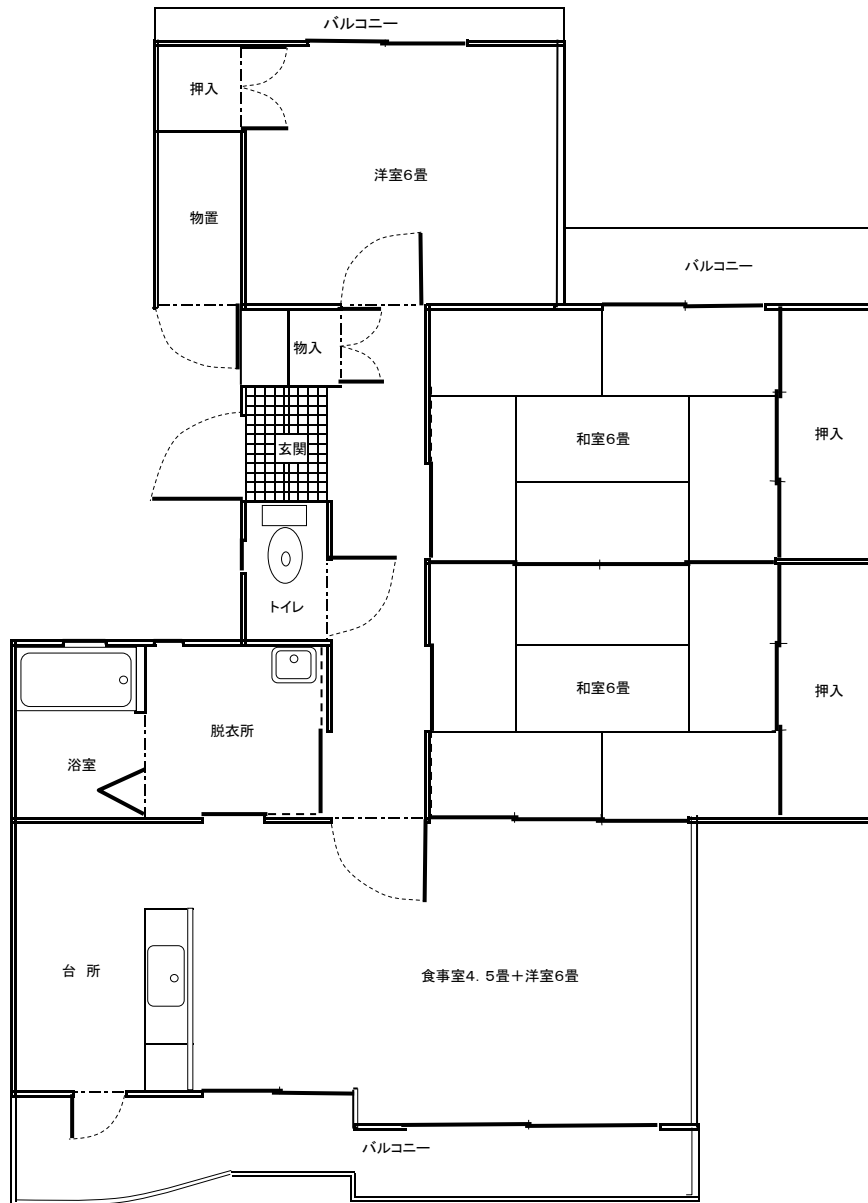 バルコニー
押入
洋室6畳
物置
バルコニー
物入
和室6畳
押入
玄関
トイレ
和室6畳
押入
脱衣所
浴室
台 所
食事室4.5畳＋洋室6畳
バルコニー